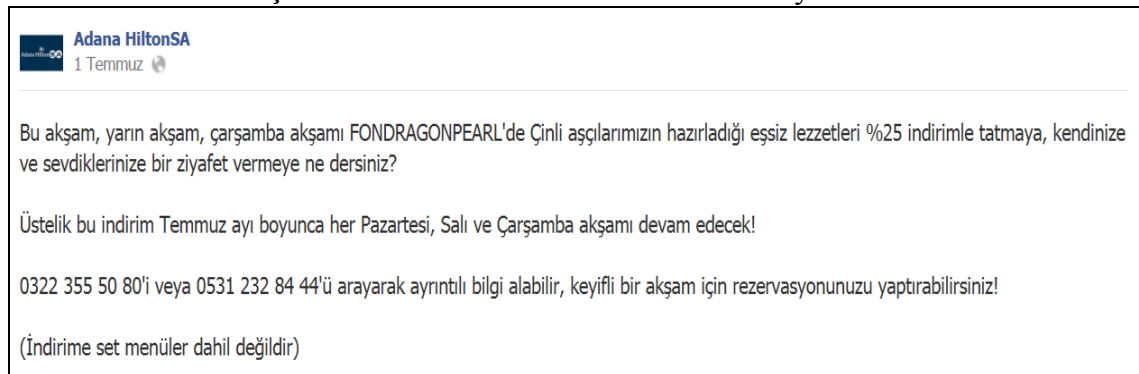 Adana HiltonSA
Adana HiltonSA
1 Temmuz
Bu akşam, yarın akşam, çarşamba akşamı FONDRAGONPEARL'de Çinli aşçılarımızın hazırladığı eşsiz lezzetleri %25 indirimle tatmaya, kendinize
ve sevdiklerinize bir ziyafet vermeye ne dersiniz?
Üstelik bu indirim Temmuz ayı boyunca her Pazartesi, Salı ve Çarşamba akşamı devam edecek!
0322 355 50 80'i veya 0531 232 84 44'ü arayarak ayrıntılı bilgi alabilir, keyifli bir akşam için rezervasyonunuzu yaptırabilirsiniz!
(İndirime set menüler dahil değildir)